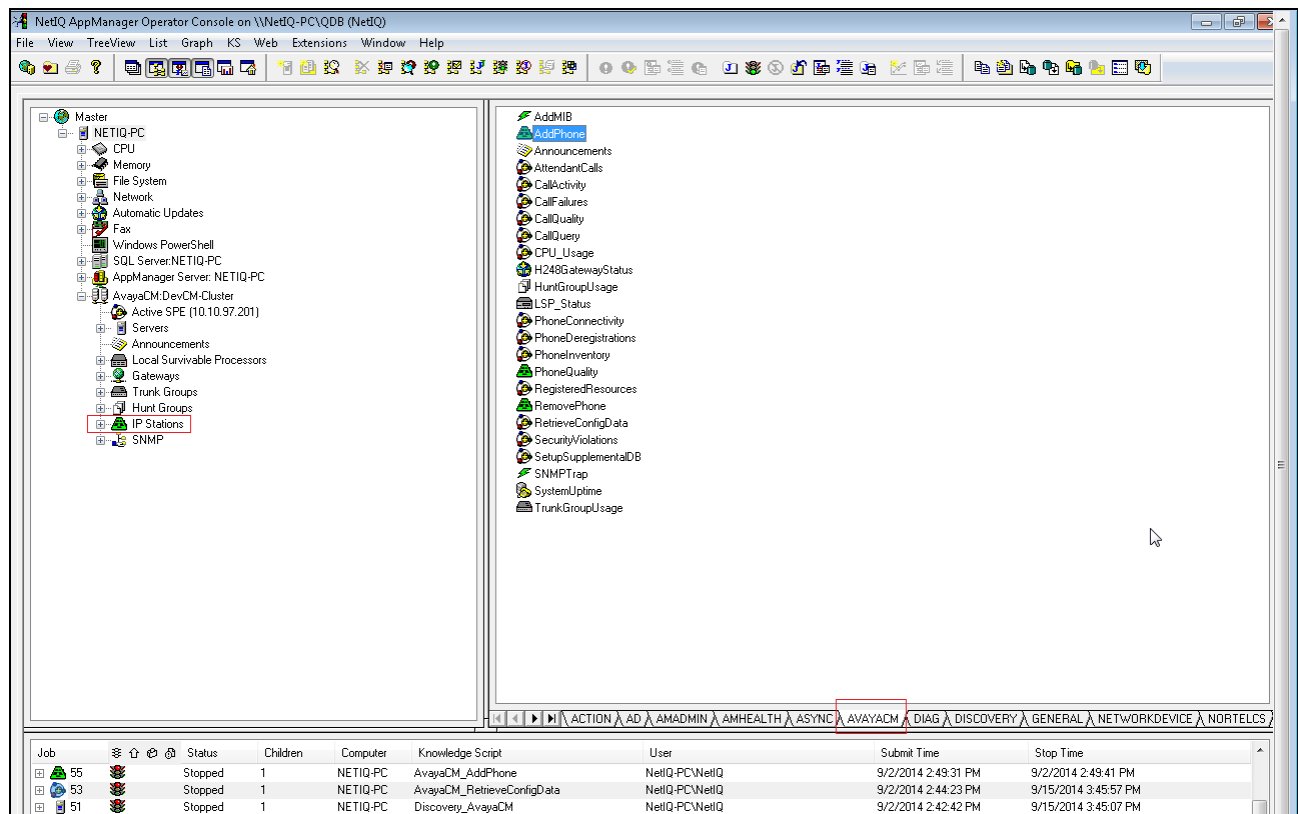 NetIQ AppManager Operator Console on \\NetIQ-PC\QDB (NetIQ)
File View TreeView List Graph KS Web Extensions Window Help
Master
NETIQ-PC
CPU
Memory
File System
Network
Automatic Updates
Fax
Windows PowerShell
SQL Server:NETIQ-PC
AppManager Server: NETIQ-PC
AvayaCM:DevCM-Cluster
Active SPE (10.10.97.201)
Servers
Announcements
Local Survivable Processors
Gateways
Trunk Groups
Hunt Groups
IP Stations
SNMP
AddMIB
AddPhone
Announcements
AttendantCalls
CallActivity
CallFailures
CallQuality
CallQuery
CPU_Usage
H248GatewayStatus
HuntGroupUsage
LSP_Status
PhoneConnectivity
PhoneDeregistrations
PhoneInventory
PhoneQuality
RegisteredResources
RemovePhone
RetrieveConfigData
SecurityViolations
SetupSupplementalDB
SNMPTrap
SystemUptime
TrunkGroupUsage
ACTION AD AMADMIN AMHEALTH ASYNC AVAYACM DIAG DISCOVERY GENERAL NETWORKDEVICE NORTELCS
Job Status Children Computer Knowledge Script User Submit Time Stop Time
55 Stopped 1 NETIQ-PC AvayaCM_AddPhone NetIQ-PC\NetIQ 9/2/2014 2:49:31 PM 9/2/2014 2:49:41 PM
53 Stopped 1 NETIQ-PC AvayaCM_RetrieveConfigData NetIQ-PC\NetIQ 9/2/2014 2:44:23 PM 9/15/2014 3:45:57 PM
51 Stopped 1 NETIQ-PC Discovery_AvayaCM NetIQ-PC\NetIQ 9/2/2014 2:42:42 PM 9/15/2014 3:45:07 PM